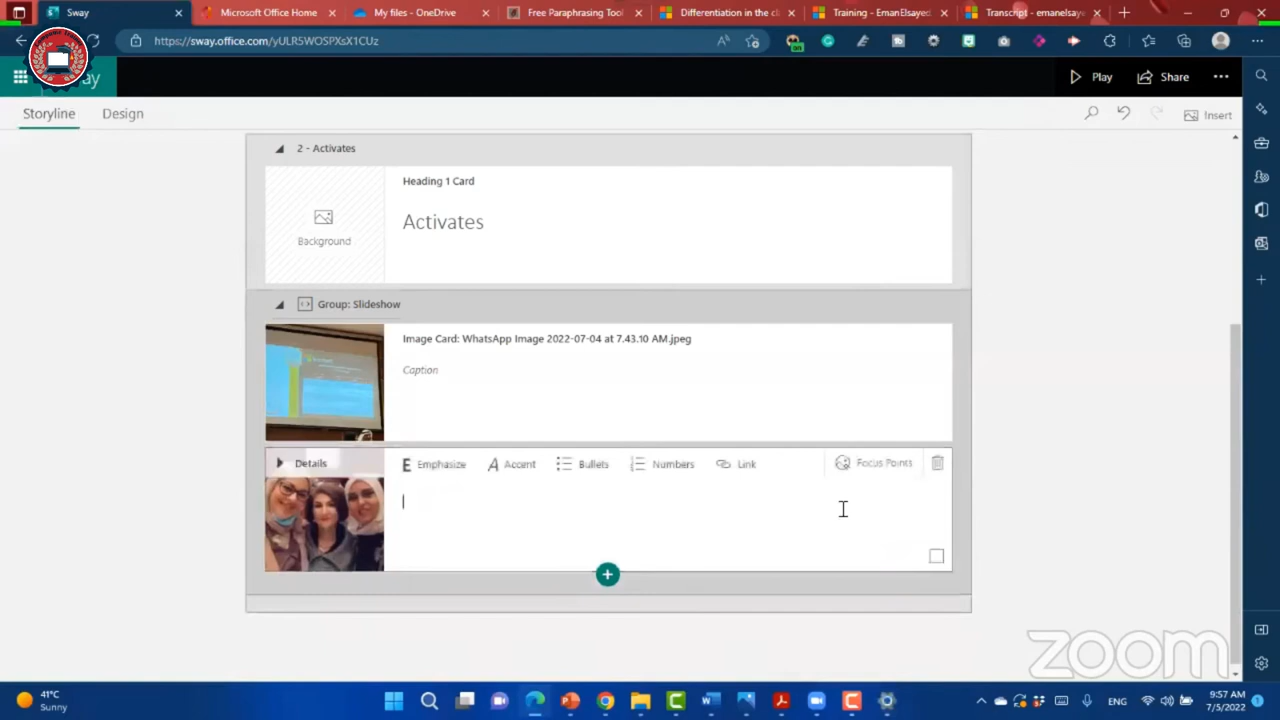 Sway
Microsoft Office Home
My files - OneDrive
Free Paraphrasing Tool
Differentiation in the cl
Training - EmanElsayed
Transcript - emanelsaye
https://sway.office.com/yULR5WOSPXsX1CUz
ay
Play
Share
Storyline
Design
Insert
2 - Activates
Heading 1 Card
Activates
Background
Group: Slideshow
Image Card: WhatsApp Image 2022-07-04 at 7.43.10 AM.jpeg
Caption
Details
E Emphasize
A Accent
Bullets
Numbers
Link
Focus Points
zoom
41°C
Sunny
ENG
9:57 AM
7/5/2022